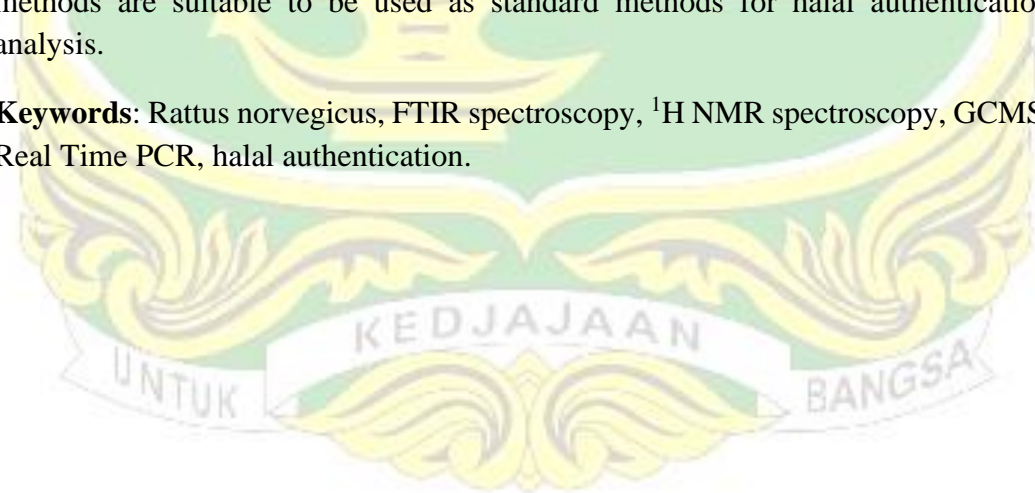 methods are suitable to be used as standard methods for halal authentication
analysis.
Keywords: Rattus norvegicus, FTIR spectroscopy, ¹H NMR spectroscopy, GCMS
Real Time PCR, halal authentication.
KEDJAJAAN
UNTUK
BANGSA